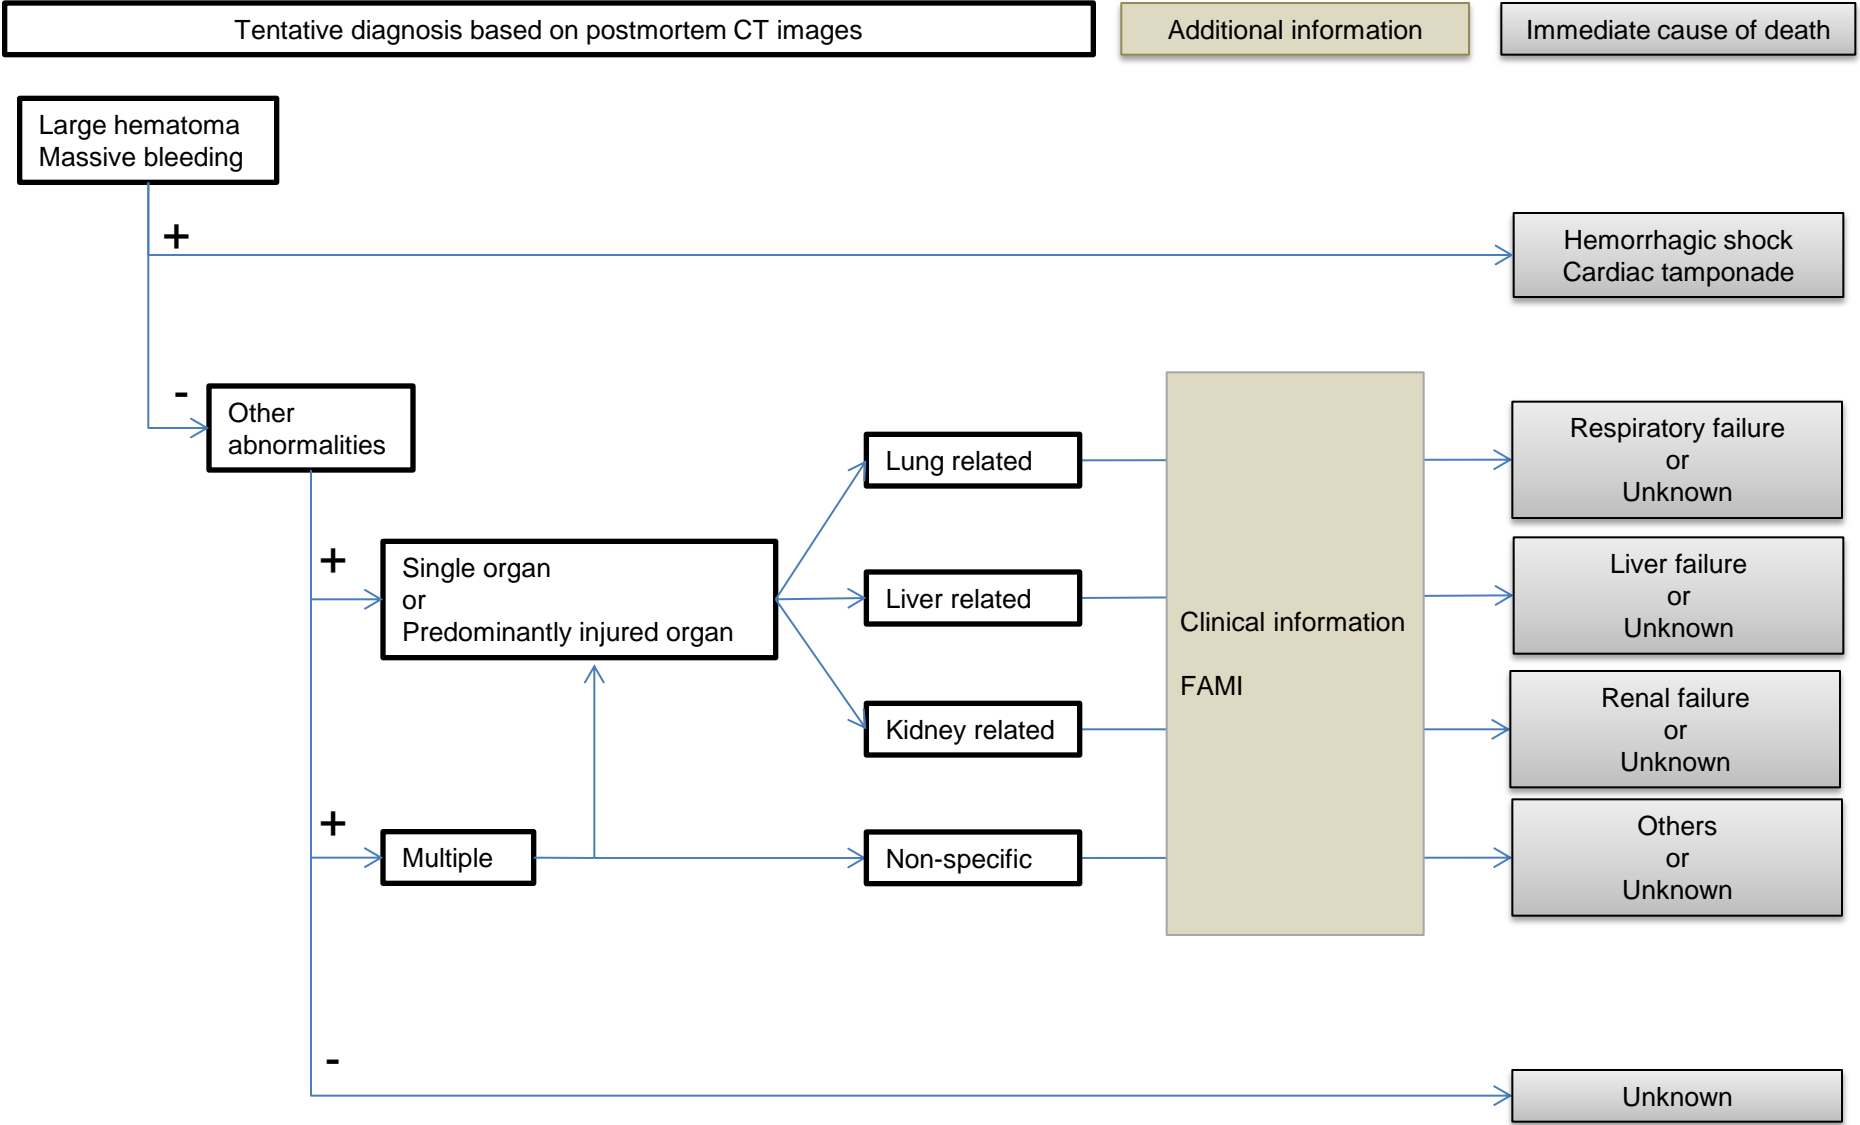 Tentative diagnosis based on postmortem CT images
Additional information
Immediate cause of death
Large hematoma
Massive bleeding
+
Hemorrhagic shock
Cardiac tamponade
-
Other
abnormalities
Lung related
Respiratory failure
or
Unknown
+
Single organ
or
Predominantly injured organ
Liver related
Clinical information
FAMI
Liver failure
or
Unknown
Kidney related
Renal failure
or
Unknown
+
Multiple
Non-specific
Others
or
Unknown
-
Unknown